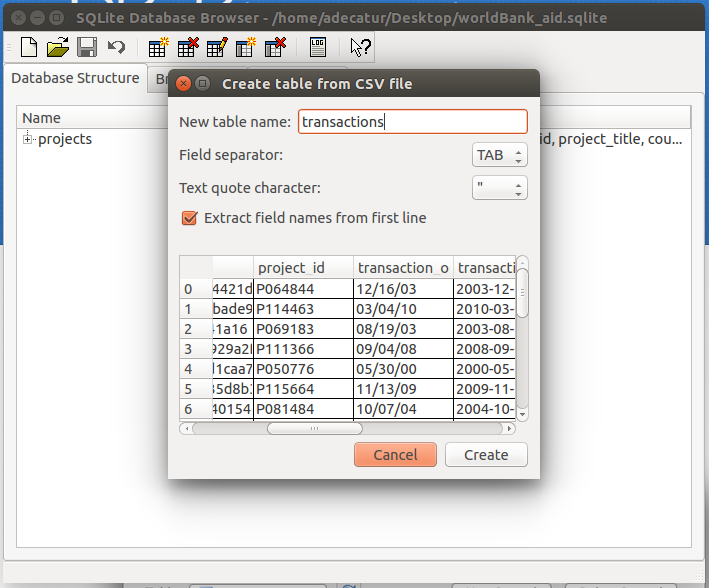 SQLite Database Browser - /home/adecatur/Desktop/worldBank_aid.sqlite
LOG
Database Structure
Name
projects
id, project_title, cou...
Create table from CSV file
New table name: transactions
Field separator: TAB
Text quote character: "
Extract field names from first line
project_id transaction_o transacti
0 4421d P064844 12/16/03 2003-12-
1 bade9 P114463 03/04/10 2010-03-
2 41a16 P069183 08/19/03 2003-08-
3 929a2 P111366 09/04/08 2008-09-
4 d1caa7 P050776 05/30/00 2000-05-
5 35d8b P115664 11/13/09 2009-11-
6 40154 P081484 10/07/04 2004-10-
Cancel Create